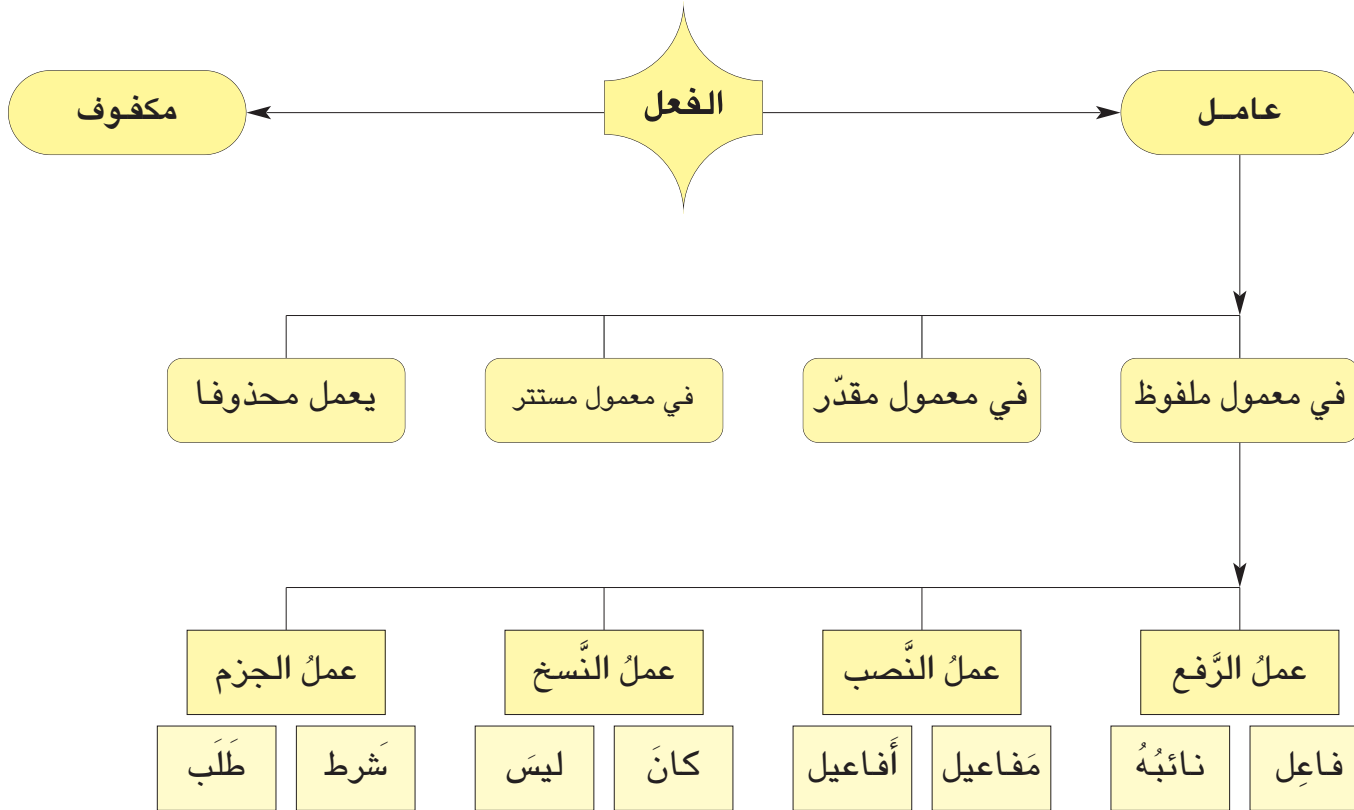 الفعل
عامل
مكفوف
في معمول ملفوظ
في معمول مقدّر
في معمول مستتر
يعمل محذوفا
عملُ الرَّفع
عملُ النَّصب
عملُ النَّسخ
عملُ الجزم
فاعِل
نائبُهُ
مَفاعيل
أَفاعيل
كانَ
ليسَ
شَرط
طَلَب